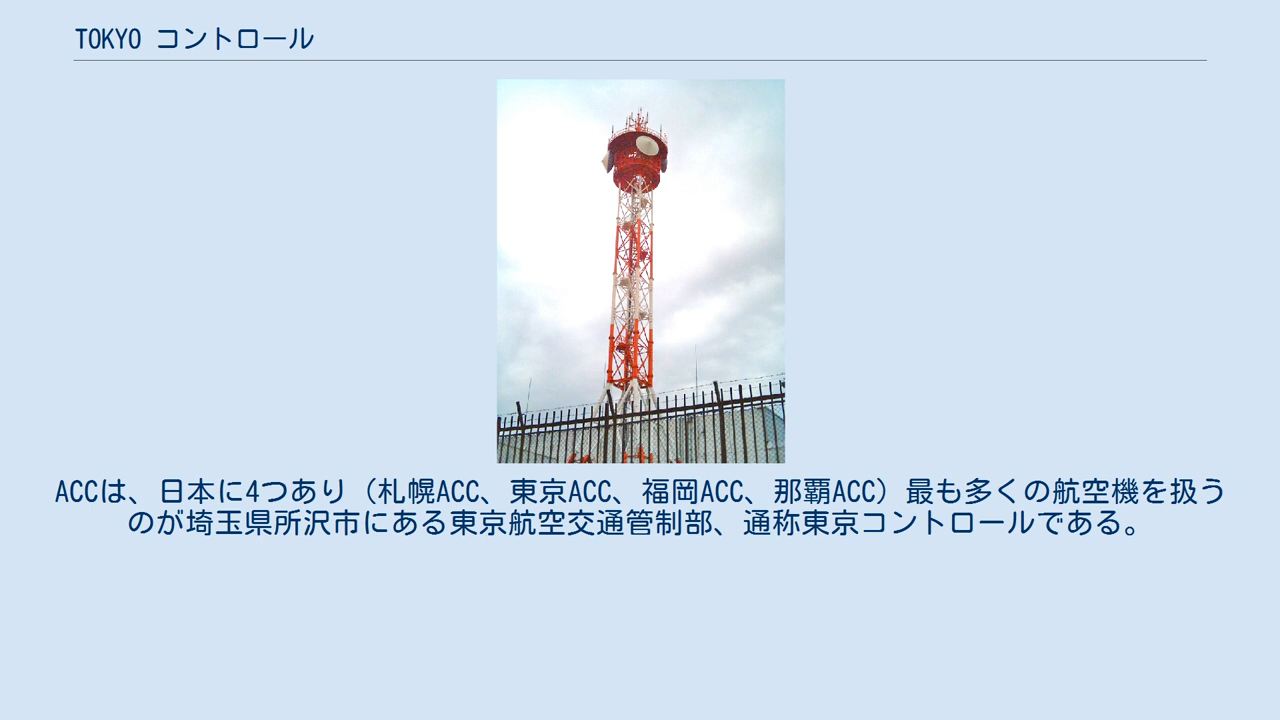 TOKYO コントロール
ACCは、日本に4つあり（札幌ACC、東京ACC、福岡ACC、那覇ACC）最も多くの航空機を扱う
のが埼玉県所沢市にある東京航空交通管制部、通称東京コントロールである。